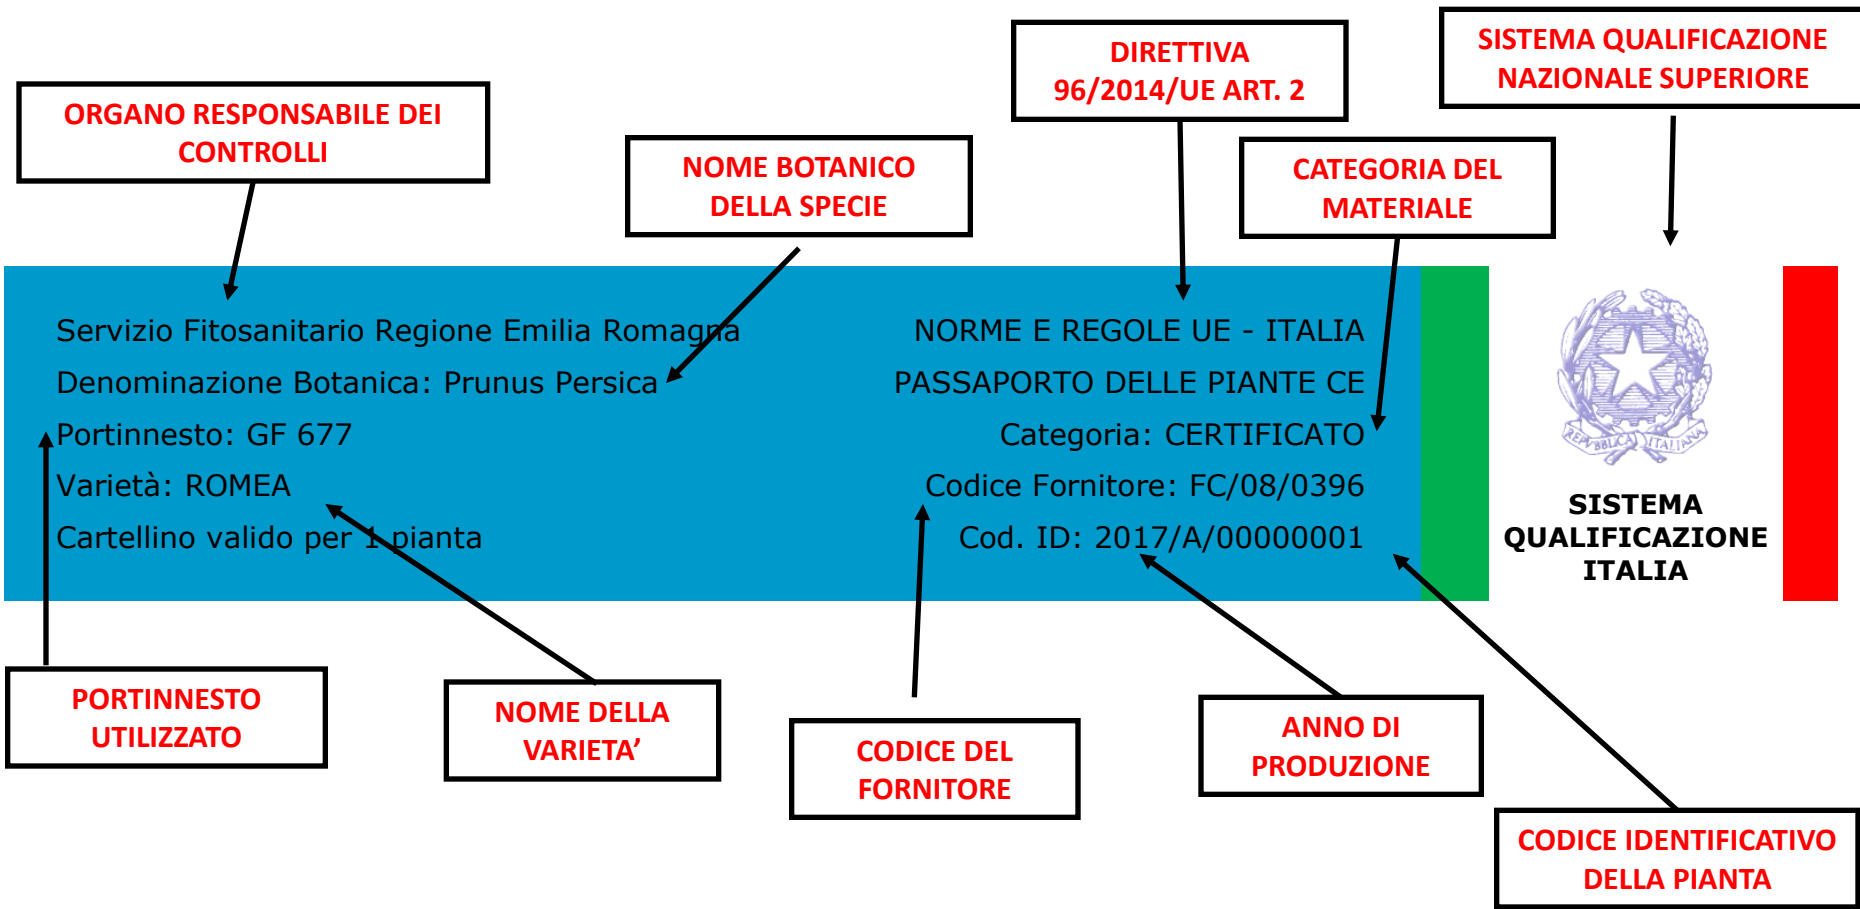 SISTEMA QUALIFICAZIONE
NAZIONALE SUPERIORE
DIRETTIVA
96/2014/UE ART. 2
ORGANO RESPONSABILE DEI
CONTROLLI
NOME BOTANICO
DELLA SPECIE
CATEGORIA DEL
MATERIALE
Servizio Fitosanitario Regione Emilia Romagna
Denominazione Botanica: Prunus Persica
Portinnesto: GF 677
Varietà: ROMEA
Cartellino valido per 1 pianta
NORME E REGOLE UE - ITALIA
PASSAPORTO DELLE PIANTE CE
Categoria: CERTIFICATO
Codice Fornitore: FC/08/0396
Cod. ID: 2017/A/00000001
REPVBBLICA ITALIANA
SISTEMA
QUALIFICAZIONE
ITALIA
PORTINNESTO
UTILIZZATO
NOME DELLA
VARIETA’
CODICE DEL
FORNITORE
ANNO DI
PRODUZIONE
CODICE IDENTIFICATIVO
DELLA PIANTA